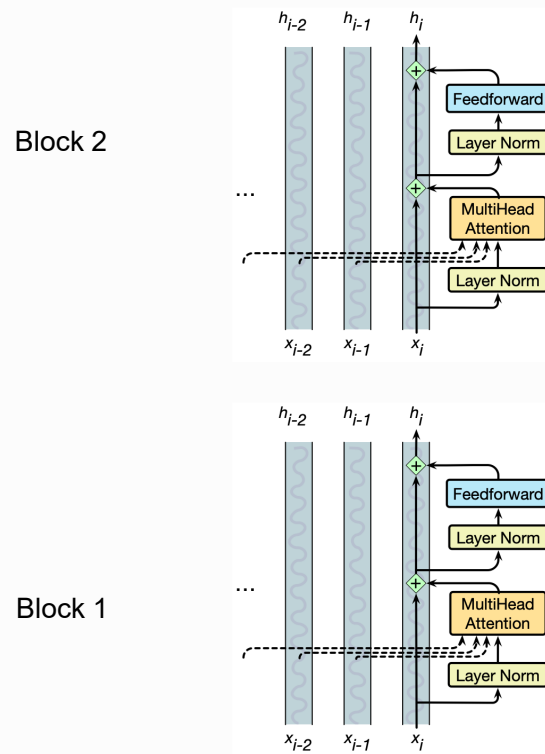 h_{i-2} h_{i-1} h_i
Feedforward
Block 2
Layer Norm
...
MultiHead
Attention
Layer Norm
x_{i-2} x_{i-1} x_i
h_{i-2} h_{i-1} h_i
Feedforward
Layer Norm
...
Block 1
MultiHead
Attention
Layer Norm
x_{i-2} x_{i-1} x_i